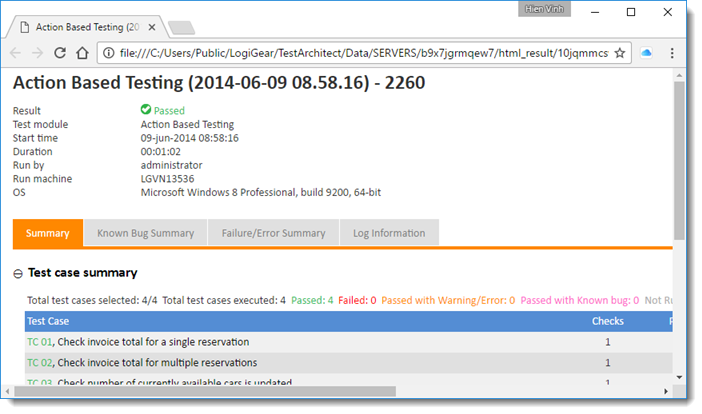 Hien Vinh
Action Based Testing (20
file:///C:/Users/Public/LogiGear/TestArchitect/Data/SERVERS/b9x7jgrmqew7/html_result/10jqmmcs
Action Based Testing (2014-06-09 08.58.16) - 2260
Result Passed
Test module Action Based Testing
Start time 09-jun-2014 08:58:16
Duration 00:01:02
Run by administrator
Run machine LGVN13536
OS Microsoft Windows 8 Professional, build 9200, 64-bit
Summary Known Bug Summary Failure/Error Summary Log Information
Test case summary
Total test cases selected: 4/4 Total test cases executed: 4 Passed: 4 Failed: 0 Passed with Warning/Error: 0 Passed with Known bug: 0 Not Ru
Test Case Checks
TC 01, Check invoice total for a single reservation 1
TC 02, Check invoice total for multiple reservations 1
TC 03, Check number of currently available cars is updated 1